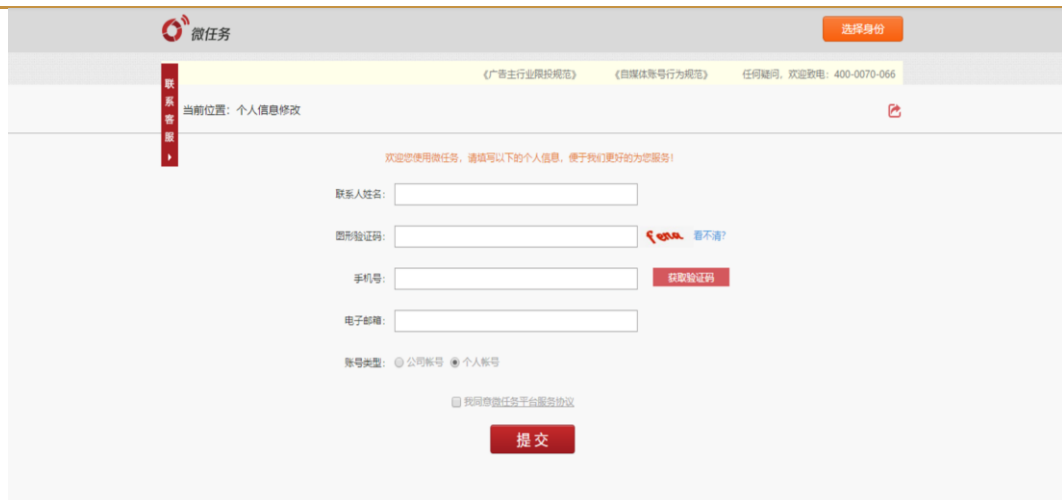 微任务
选择身份
《广告主行业限投规范》 《自媒体账号行为规范》 任何疑问，欢迎致电：400-0070-066
联系客服
当前位置：个人信息修改
欢迎您使用微任务，请填写以下的个人信息，便于我们更好的为您服务！
联系人姓名：
图形验证码： 看不清?
手机号： 获取验证码
电子邮箱：
账号类型： 公司帐号 个人帐号
我同意微任务平台服务协议
提交